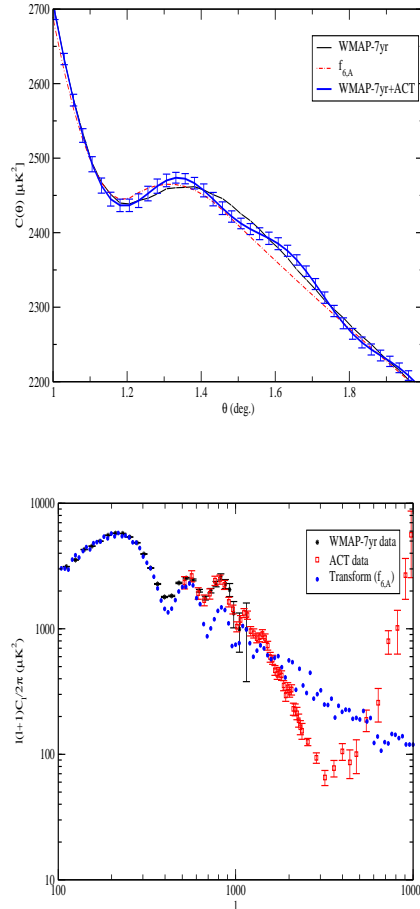 2700
2600
2500
2400
2300
2200
C(θ) [μK²]
WMAP-7yr
f₆,A
WMAP-7yr+ACT
1 1.2 1.4 1.6 1.8
θ (deg.)
10000
1000
100
10
l(l+1)Cₗ/2π (μK²)
WMAP-7yr data
ACT data
Transform (f₆,A)
100 1000 1000
l